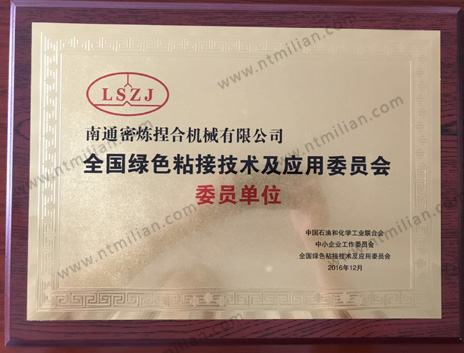 LSZJ
南通密炼捏合机械有限公司
全国绿色粘接技术及应用委员会
委员单位
中国石油和化学工业联合会
中小企业工作委员会
全国绿色粘接技术及应用委员会
2016年12月
www.ntmilian.com
www.ntmilian.com
www.ntmilian.com
www.ntmilian.com